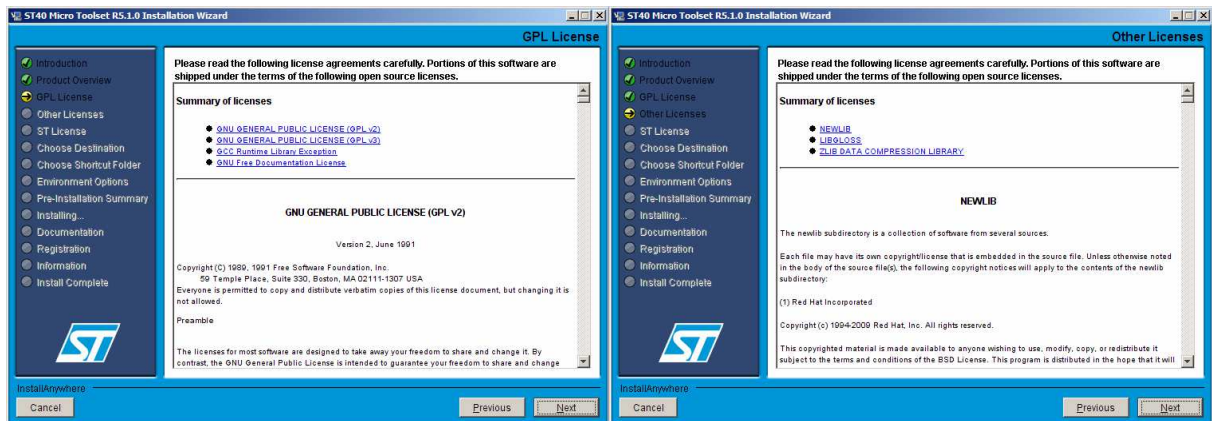 ST40 Micro Toolset R5.1.0 Installation Wizard
GPL License
Introduction
Product Overview
GPL License
Other Licenses
ST License
Choose Destination
Choose Shortcut Folder
Environment Options
Pre-Installation Summary
Installing...
Documentation
Registration
Information
Install Complete
ST
Please read the following license agreements carefully. Portions of this software are
shipped under the terms of the following open source licenses.
Summary of licenses
GNU GENERAL PUBLIC LICENSE (GPL v2)
GNU GENERAL PUBLIC LICENSE (GPL v3)
GCC Runtime Library Exception
GNU Free Documentation License
GNU GENERAL PUBLIC LICENSE (GPL v2)
Version 2, June 1991
Copyright (C) 1989, 1991 Free Software Foundation, Inc.
59 Temple Place, Suite 330, Boston, MA 02111-1307 USA
Everyone is permitted to copy and distribute verbatim copies of this license document, but changing it is
not allowed.
Preamble
The licenses for most software are designed to take away your freedom to share and change it. By
contrast, the GNU General Public License is intended to guarantee your freedom to share and change
InstallAnywhere
Cancel
Previous
Next
ST40 Micro Toolset R5.1.0 Installation Wizard
Other Licenses
Introduction
Product Overview
GPL License
Other Licenses
ST License
Choose Destination
Choose Shortcut Folder
Environment Options
Pre-Installation Summary
Installing...
Documentation
Registration
Information
Install Complete
ST
Please read the following license agreements carefully. Portions of this software are
shipped under the terms of the following open source licenses.
Summary of licenses
NEWLIB
LIBGLOSS
ZLIB DATA COMPRESSION LIBRARY
NEWLIB
The newlib subdirectory is a collection of software from several sources.
Each file may have its own copyright/license that is embedded in the source file. Unless otherwise noted
in the body of the source file(s), the following copyright notices will apply to the contents of the newlib
subdirectory:
(1) Red Hat Incorporated
Copyright (c) 1994-2009 Red Hat, Inc. All rights reserved.
This copyrighted material is made available to anyone wishing to use, modify, copy, or redistribute it
subject to the terms and conditions of the BSD License. This program is distributed in the hope that it will
InstallAnywhere
Cancel
Previous
Next